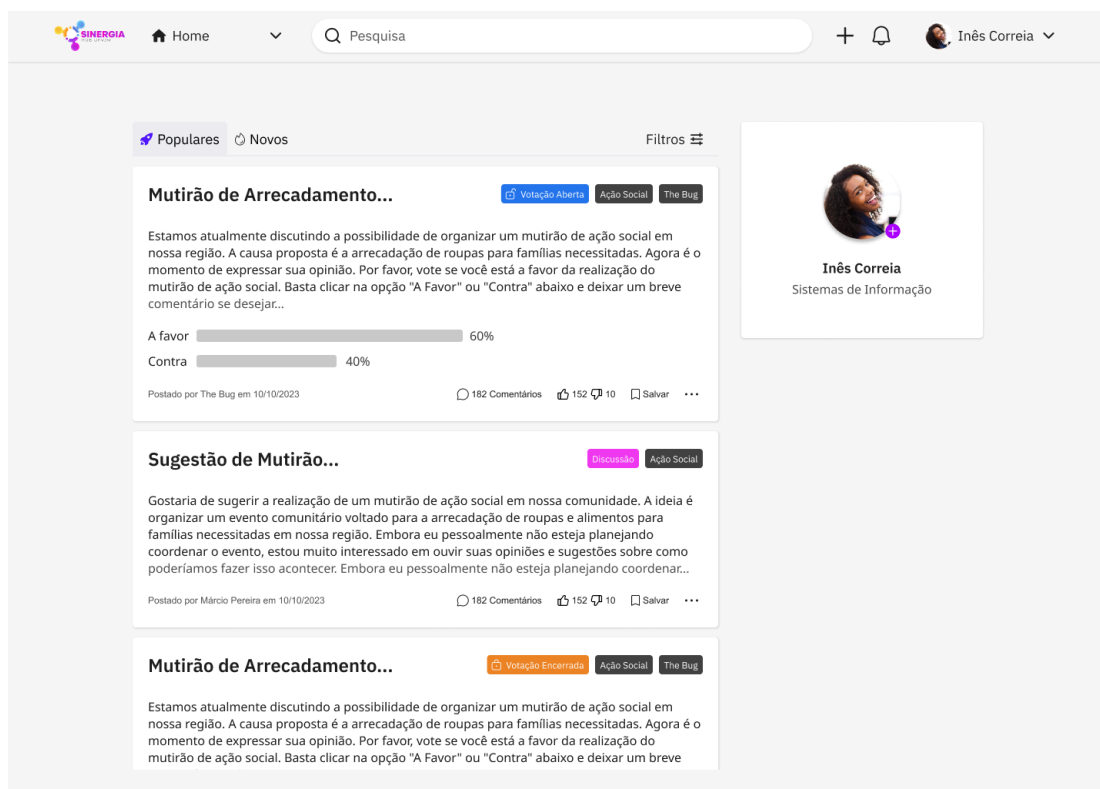 SINERGIA
Home
Pesquisa
Inês Correia
Populares
Novos
Filtros
Mutirão de Arrecadamento...
Votação Aberta
Ação Social
The Bug
Estamos atualmente discutindo a possibilidade de organizar um mutirão de ação social em
nossa região. A causa proposta é a arrecadação de roupas para famílias necessitadas. Agora é o
momento de expressar sua opinião. Por favor, vote se você está a favor da realização do
mutirão de ação social. Basta clicar na opção "A Favor" ou "Contra" abaixo e deixar um breve
comentário se desejar...
A favor 60%
Contra 40%
Postado por The Bug em 10/10/2023
182 Comentários 152 10 Salvar ...
Inês Correia
Sistemas de Informação
Sugestão de Mutirão...
Discussão
Ação Social
Gostaria de sugerir a realização de um mutirão de ação social em nossa comunidade. A ideia é
organizar um evento comunitário voltado para a arrecadação de roupas e alimentos para
famílias necessitadas em nossa região. Embora eu pessoalmente não esteja planejando
coordenar o evento, estou muito interessado em ouvir suas opiniões e sugestões sobre como
poderíamos fazer isso acontecer. Embora eu pessoalmente não esteja planejando coordenar...
Postado por Márcio Pereira em 10/10/2023
182 Comentários 152 10 Salvar ...
Mutirão de Arrecadamento...
Votação Encerrada
Ação Social
The Bug
Estamos atualmente discutindo a possibilidade de organizar um mutirão de ação social em
nossa região. A causa proposta é a arrecadação de roupas para famílias necessitadas. Agora é o
momento de expressar sua opinião. Por favor, vote se você está a favor da realização do
mutirão de ação social. Basta clicar na opção "A Favor" ou "Contra" abaixo e deixar um breve